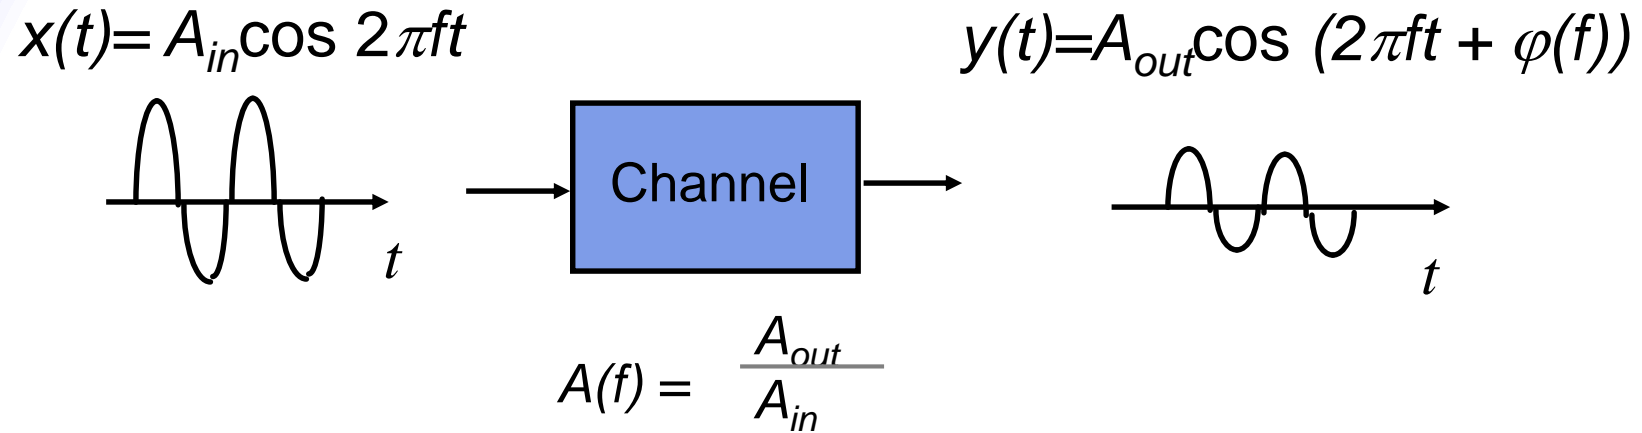 x(t)= A_in cos 2πft
y(t)=A_out cos (2πft + φ(f))
Channel
t
t
A(f) = A_out
A_in